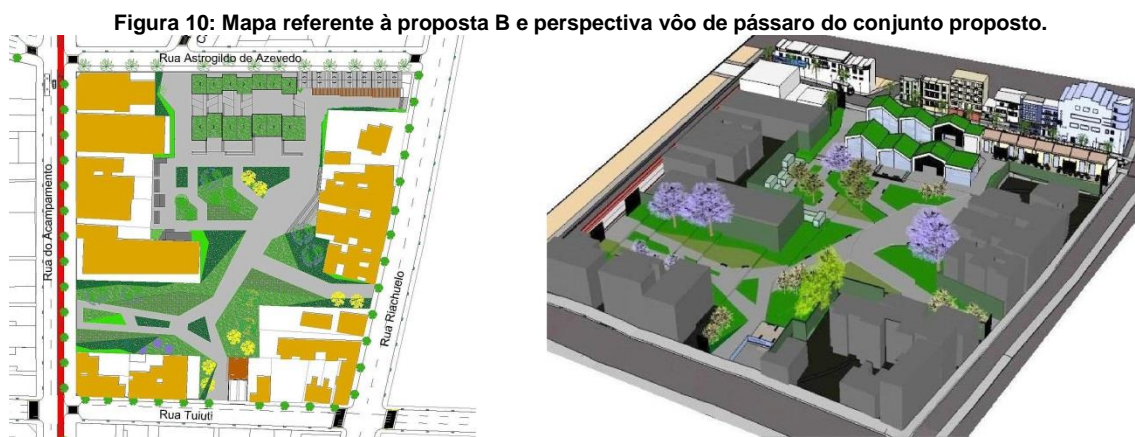 Figura 10: Mapa referente à proposta B e perspectiva vôo de pássaro do conjunto proposto.
Rua Astrogildo de Azevedo
Rua do Acampamento
Rua Riachuelo
Rua Tuiuti